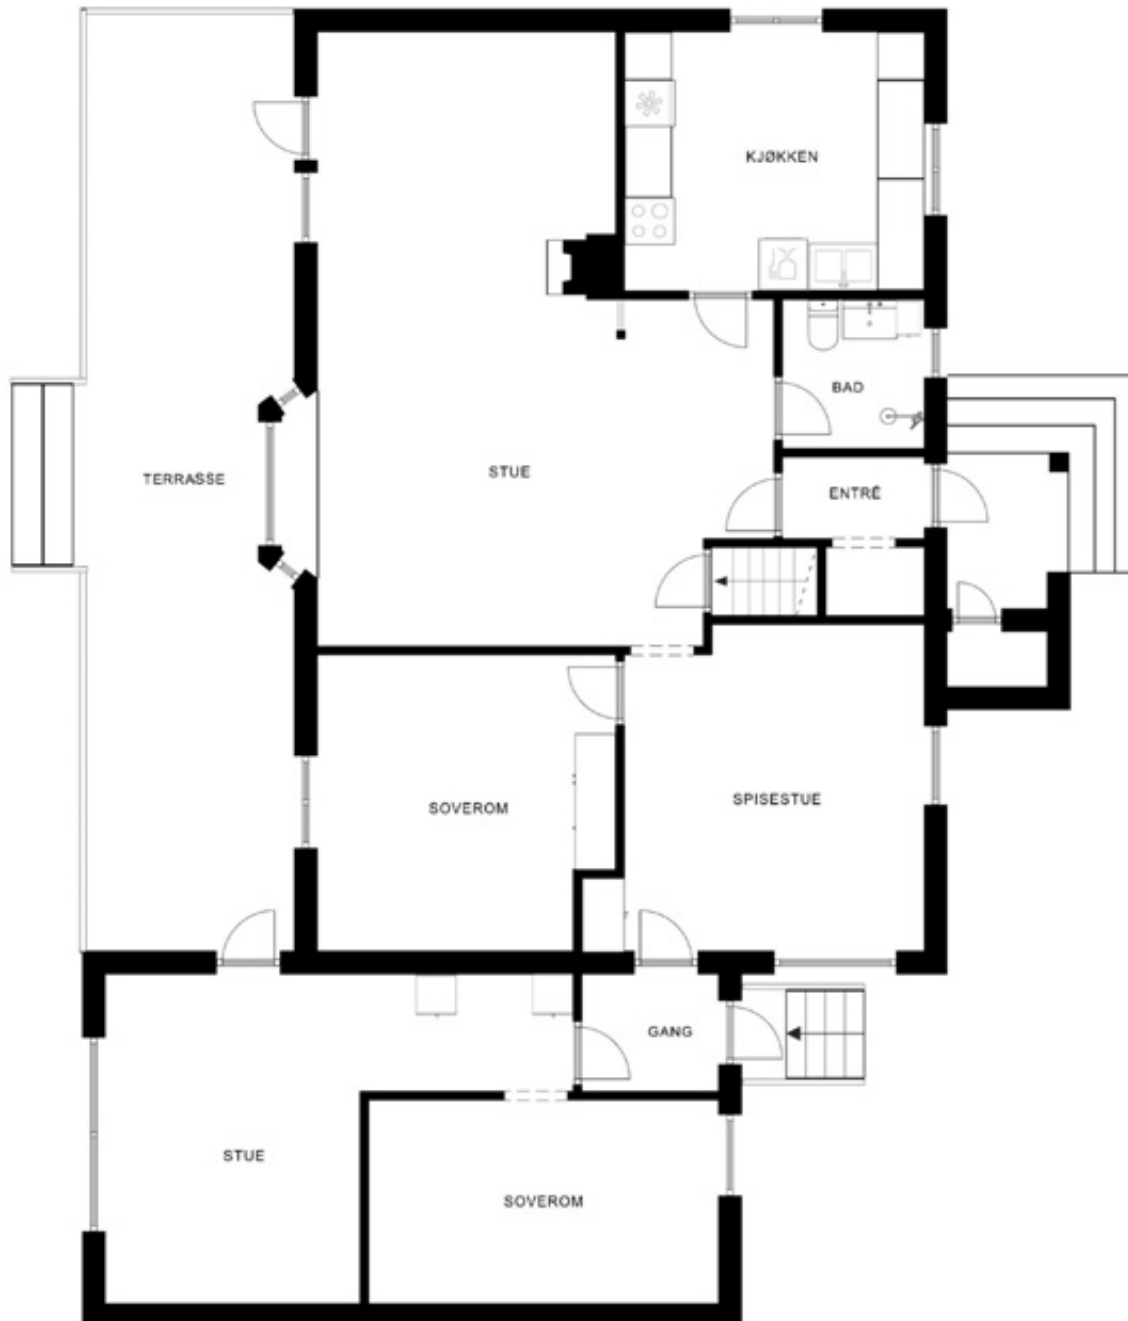 KJØKKEN
BAD
TERRASSE
STUE
ENTRÉ
SOVEROM
SPISESTUE
GANG
STUE
SOVEROM